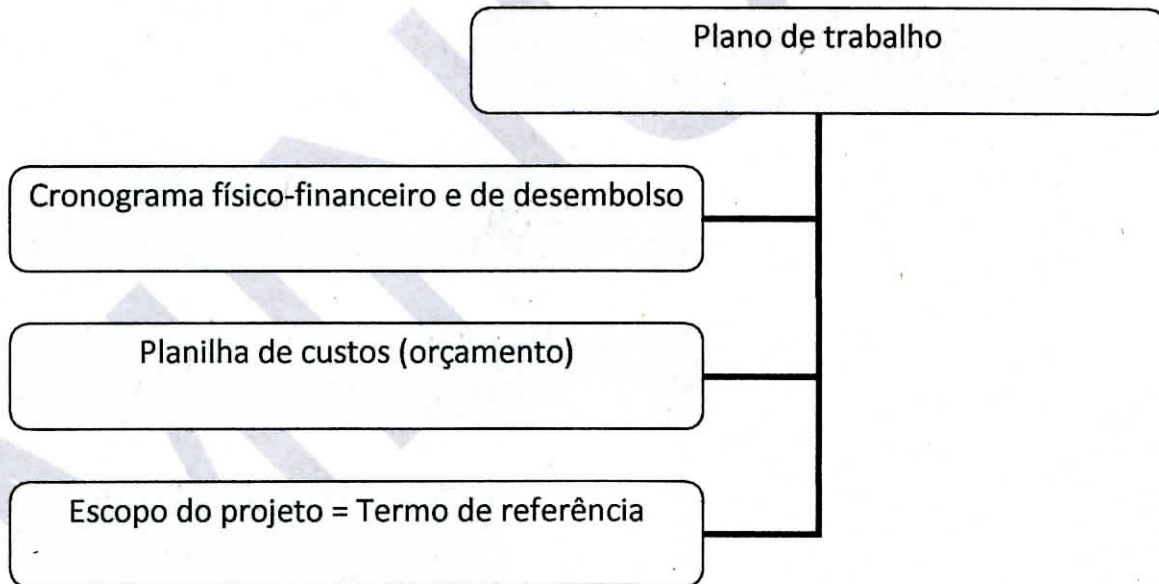 Plano de trabalho
Cronograma físico-financeiro e de desembolso
Planilha de custos (orçamento)
Escopo do projeto = Termo de referência